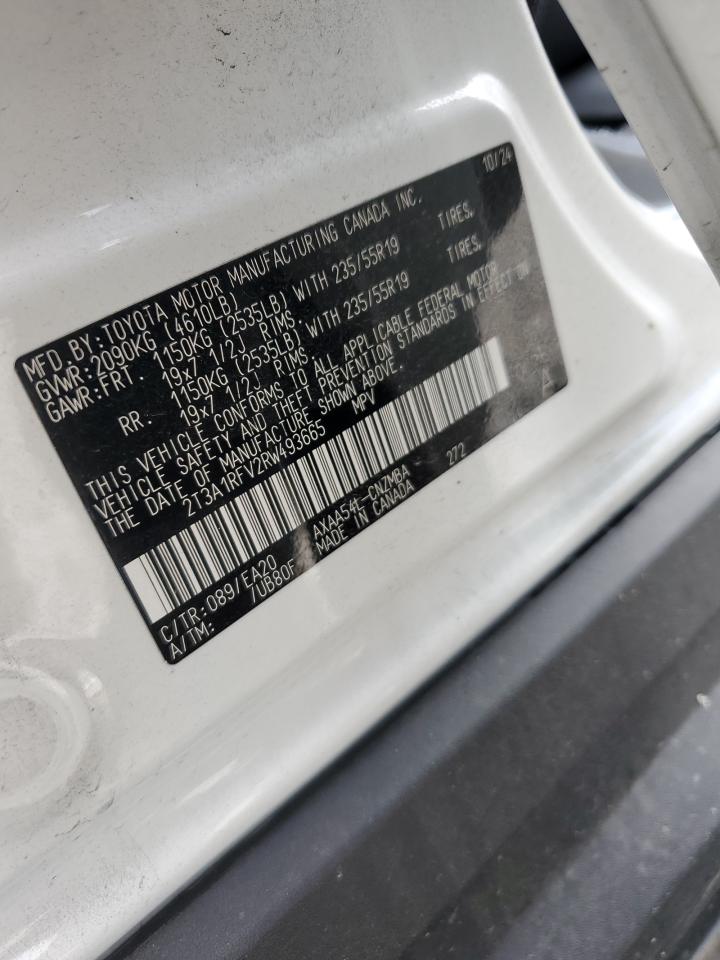 MFD.BY:TOYOTA MOTOR MANUFACTURING CANADA INC. 10/24
GVWR:2090KG (4610LB)
GAWR:FRT. 1150KG (2535LB) WITH 235/55R19 TIRES,
19x7 1/2J RIMS,
RR. 1150KG (2535LB) WITH 235/55R19 TIRES,
19x7 1/2J RIMS,
THIS VEHICLE CONFORMS TO ALL APPLICABLE FEDERAL MOTOR
VEHICLE SAFETY AND THEFT PREVENTION STANDARDS IN EFFECT ON
THE DATE OF MANUFACTURE SHOWN ABOVE.
2T3A1RFV2RW493665 MPV A
C/TR:089/EA20 AXAA54L-CNZMBA 272
A/TM: /UB80F MADE IN CANADA